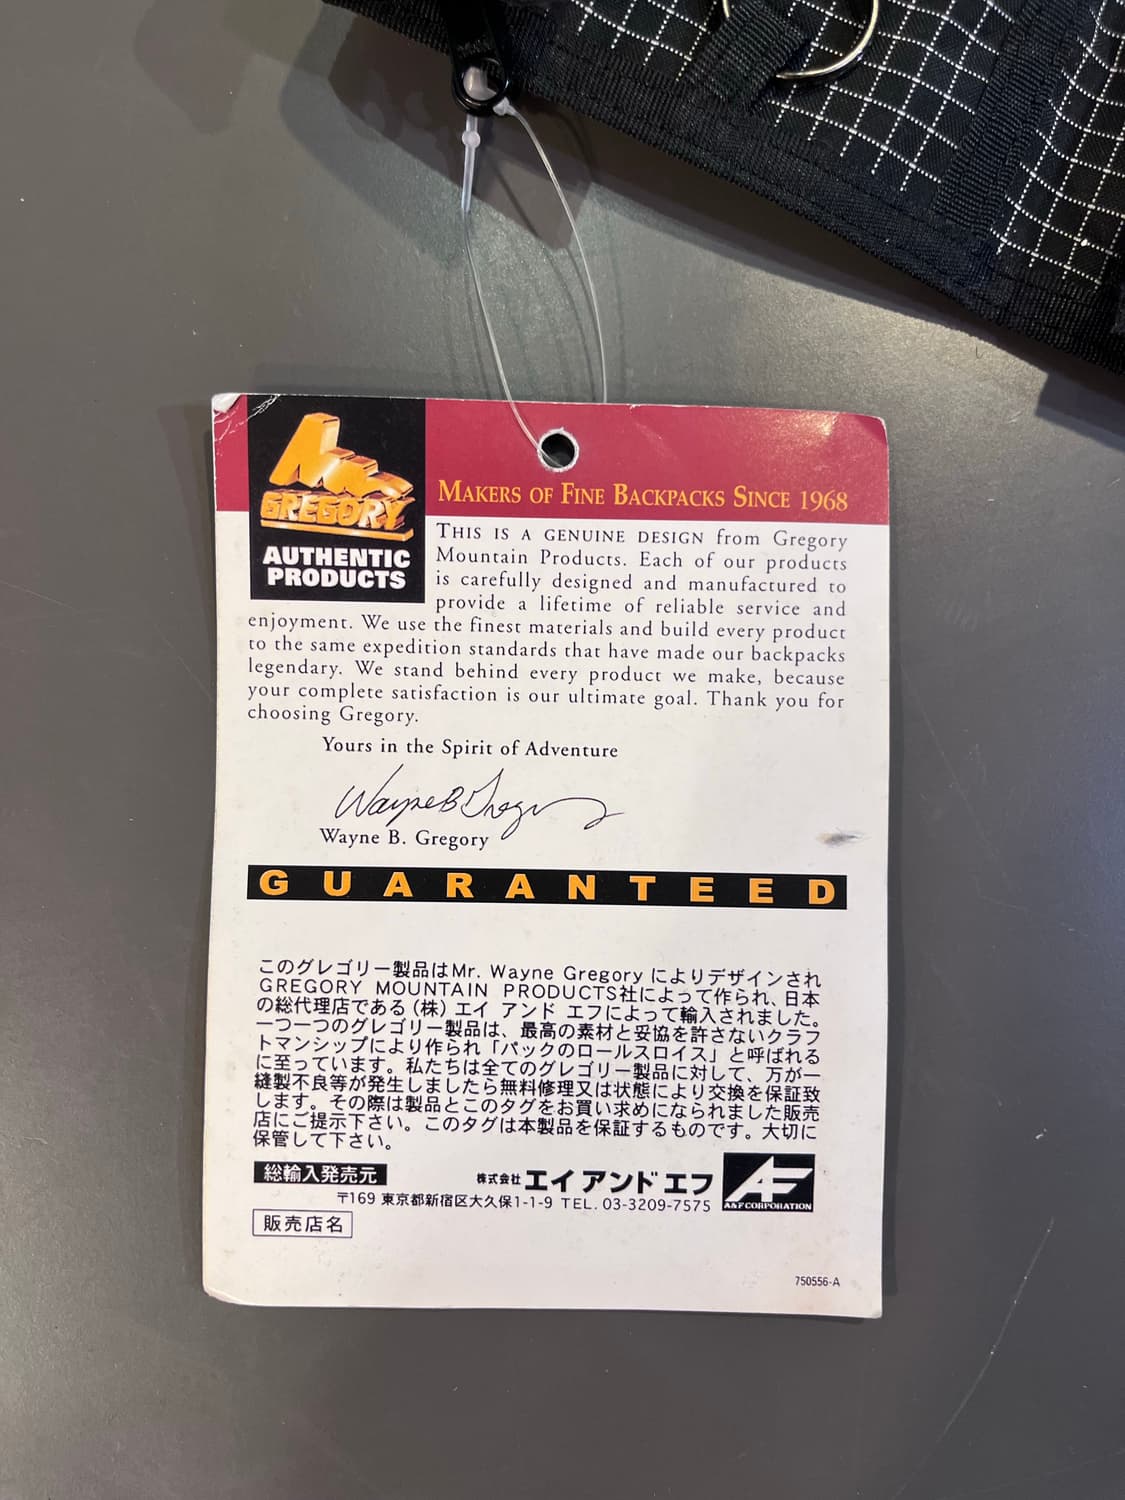 GREGORY
AUTHENTIC
PRODUCTS
MAKERS OF FINE BACKPACKS SINCE 1968
THIS IS A GENUINE DESIGN from Gregory
Mountain Products. Each of our products
is carefully designed and manufactured to
provide a lifetime of reliable service and
enjoyment. We use the finest materials and build every product
to the same expedition standards that have made our backpacks
legendary. We stand behind every product we make, because
your complete satisfaction is our ultimate goal. Thank you for
choosing Gregory.
Yours in the Spirit of Adventure
Wayne B Gregory
Wayne B. Gregory
GUARANTEED
このグレゴリー製品はMr. Wayne Gregory によりデザインされ
GREGORY MOUNTAIN PRODUCTS社によって作られ、日本
の総代理店である(株)エイ アンド エフによって輸入されました。
一つ一つのグレゴリー製品は、最高の素材と妥協を許さないクラフ
トマンシップにより作られ「パックのロールスロイス」と呼ばれる
に至っています。私たちは全てのグレゴリー製品に対して、万が一
縫製不良等が発生しましたら無料修理又は状態により交換を保証致
します。その際は製品とこのタグをお買い求めになられました販売
店にご提示下さい。このタグは本製品を保証するものです。大切に
保管して下さい。
総輸入発売元 株式会社エイ アンド エフ
AF
A&F CORPORATION
〒169 東京都新宿区大久保1-1-9 TEL. 03-3209-7575
販売店名
750556-A